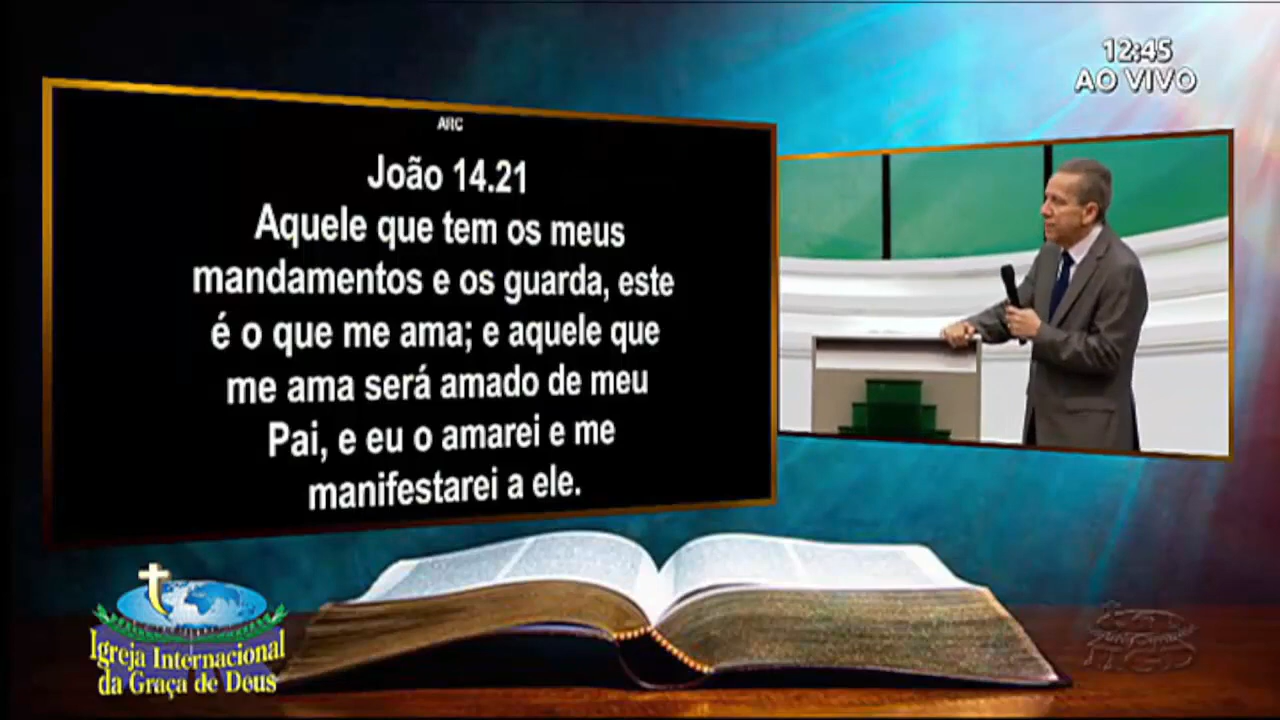 12:45
AO VIVO
ARC
João 14.21
Aquele que tem os meus
mandamentos e os guarda, este
é o que me ama; e aquele que
me ama será amado de meu
Pai, e eu o amarei e me
manifestarei a ele.
Igreja Internacional
da Graça de Deus